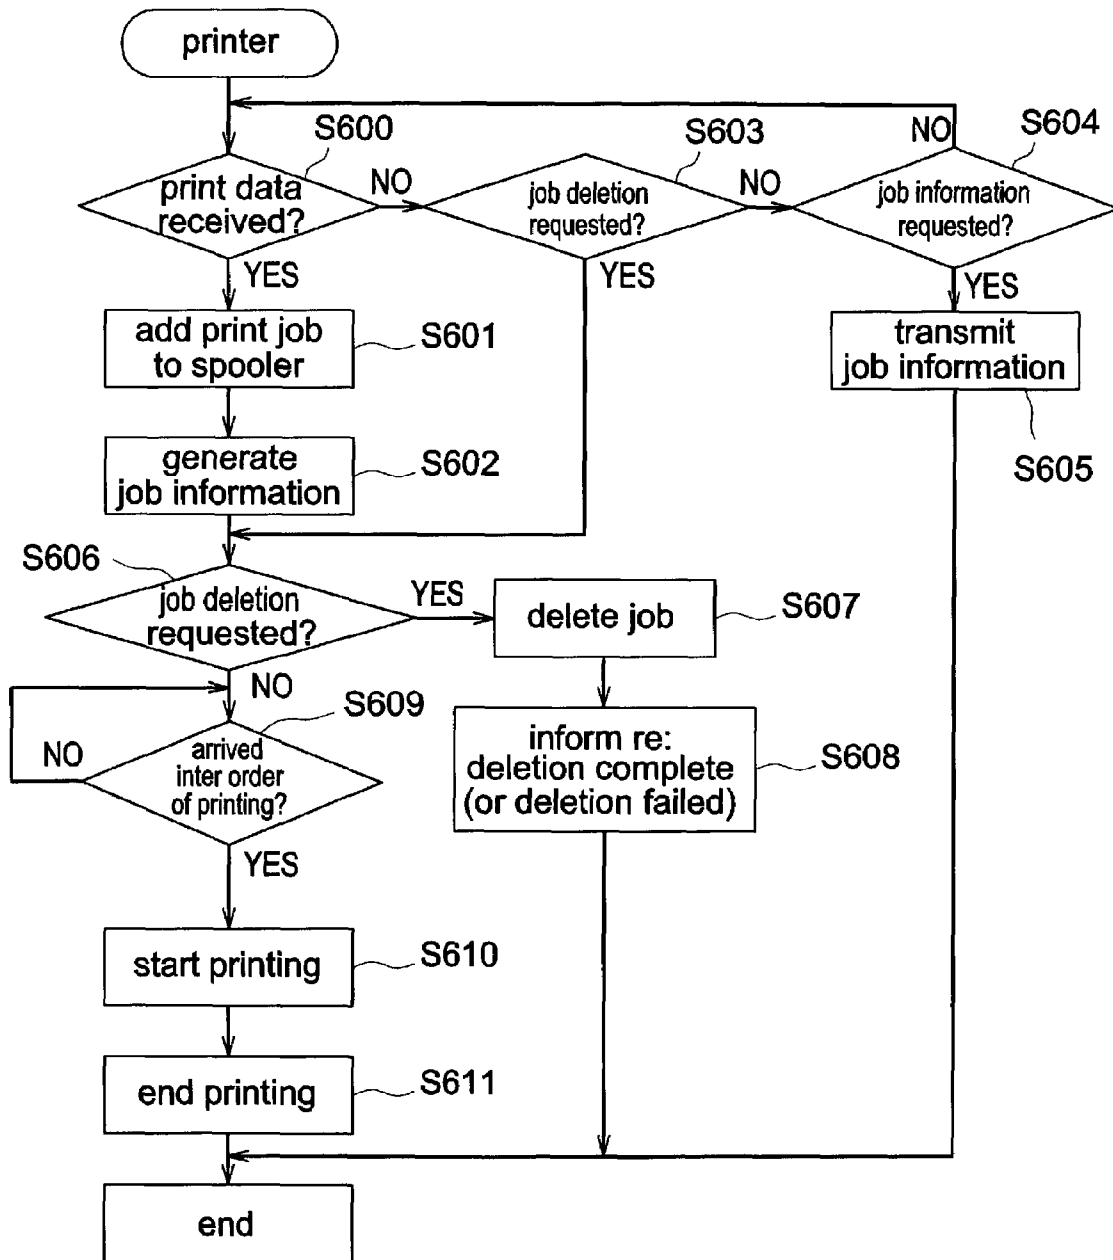 printer
S600
print data
received?
NO
YES
S603
job deletion
requested?
NO
YES
NO
S604
job information
requested?
YES
transmit
job information
S605
add print job
to spooler
S601
generate
job information
S602
S606
job deletion
requested?
YES
NO
delete job
S607
inform re:
deletion complete
(or deletion failed)
S608
S609
arrived
inter order
of printing?
NO
YES
start printing
S610
end printing
S611
end